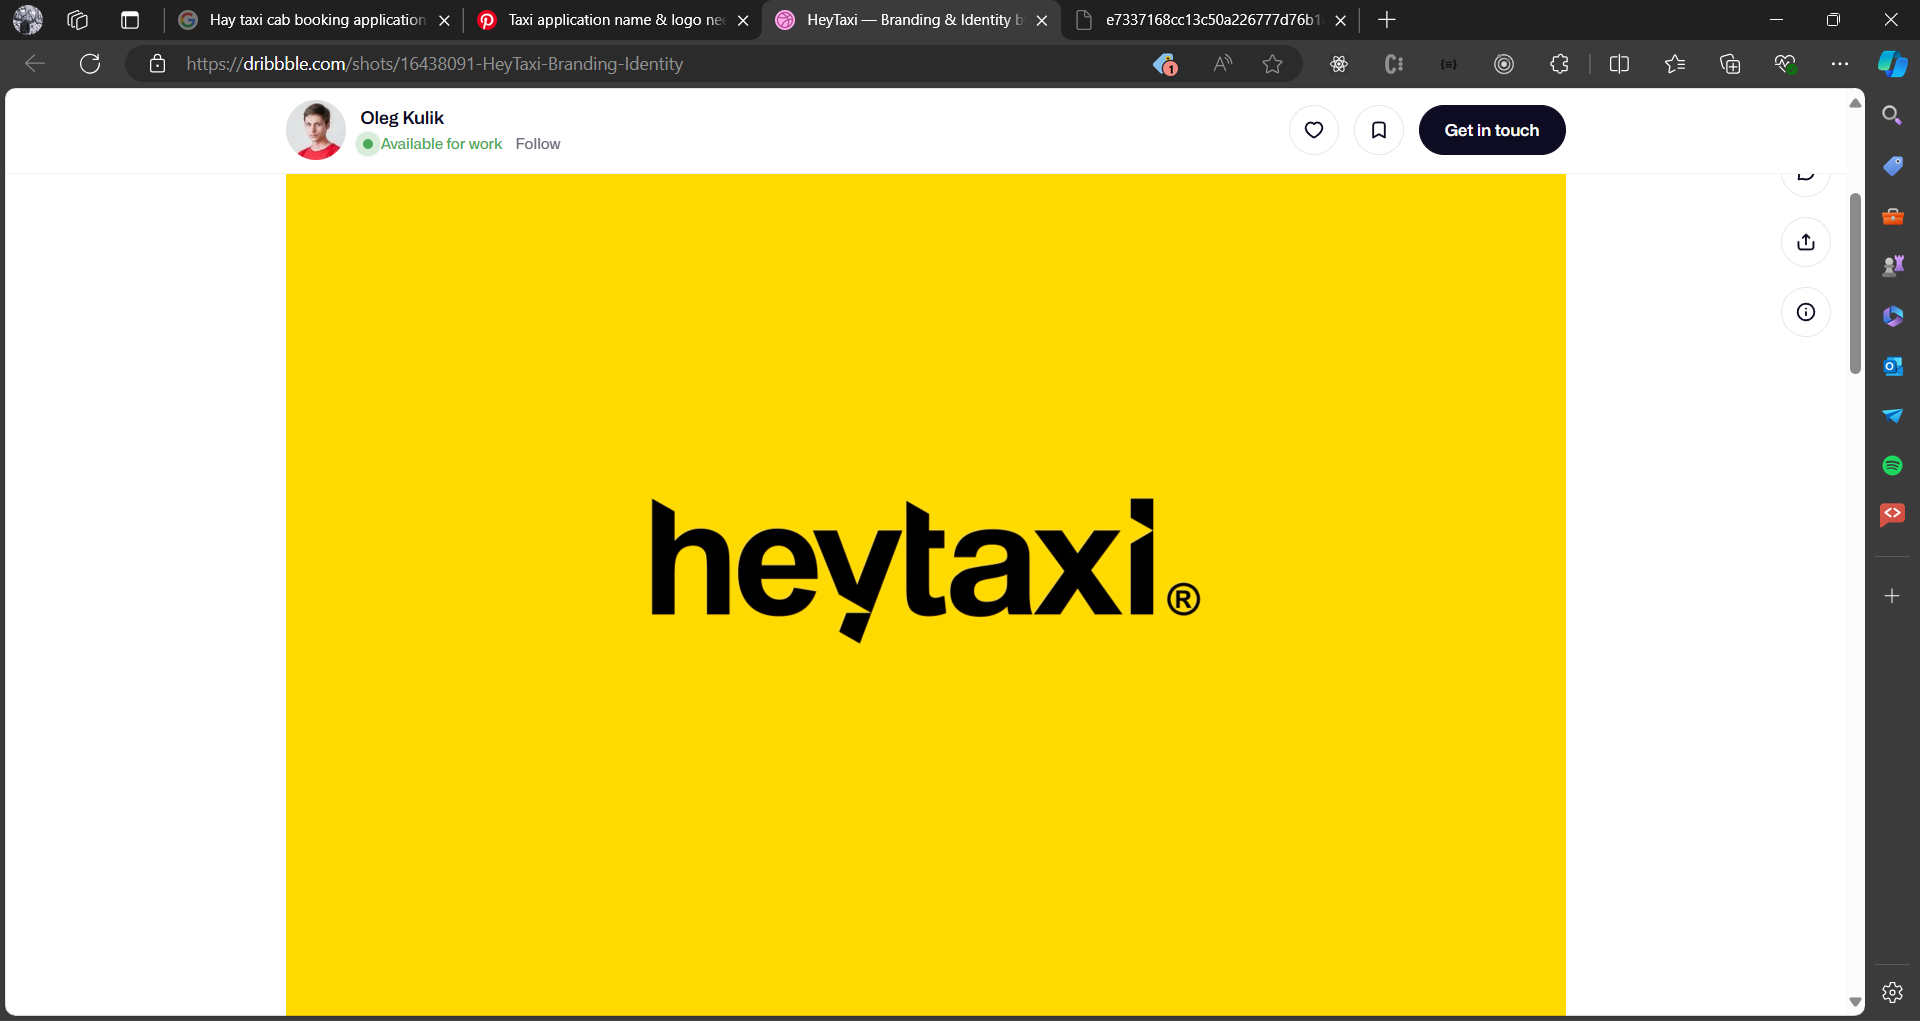 Hay taxi cab booking application
Taxi application name & logo ne
HeyTaxi — Branding & Identity b
e7337168cc13c50a226777d76b1
https://dribbble.com/shots/16438091-HeyTaxi-Branding-Identity
1
Oleg Kulik
Available for work Follow
Get in touch
heytaxi®